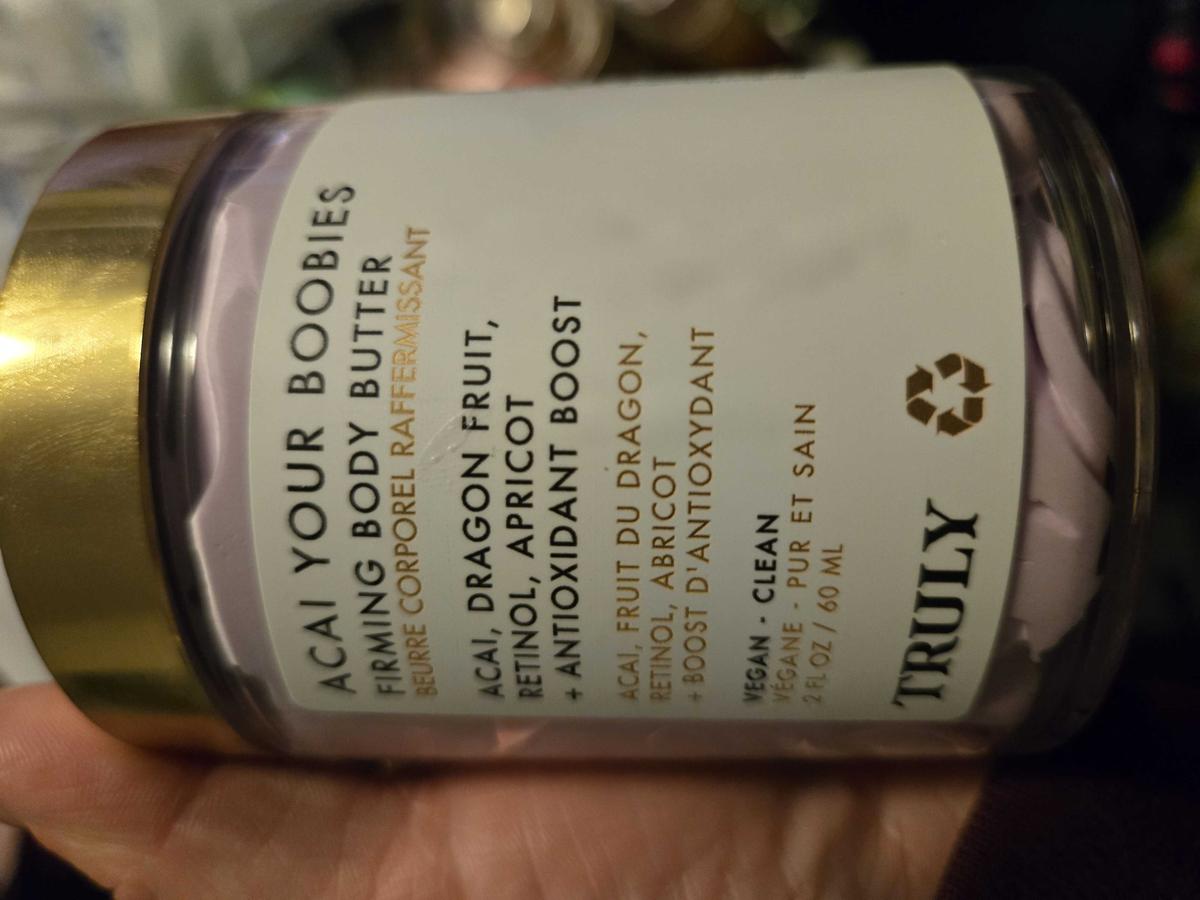 ACAI YOUR BOOBIES
FIRMING BODY BUTTER
BEURRE CORPOREL RAFFERMISSANT
ACAI, DRAGON FRUIT,
RETINOL, APRICOT
+ ANTIOXIDANT BOOST
ACAI, FRUIT DU DRAGON,
RETINOL, ABRICOT
+ BOOST D'ANTIOXYDANT
VEGAN - CLEAN
VÉGANE - PUR ET SAIN
2 FL OZ / 60 ML
TRULY